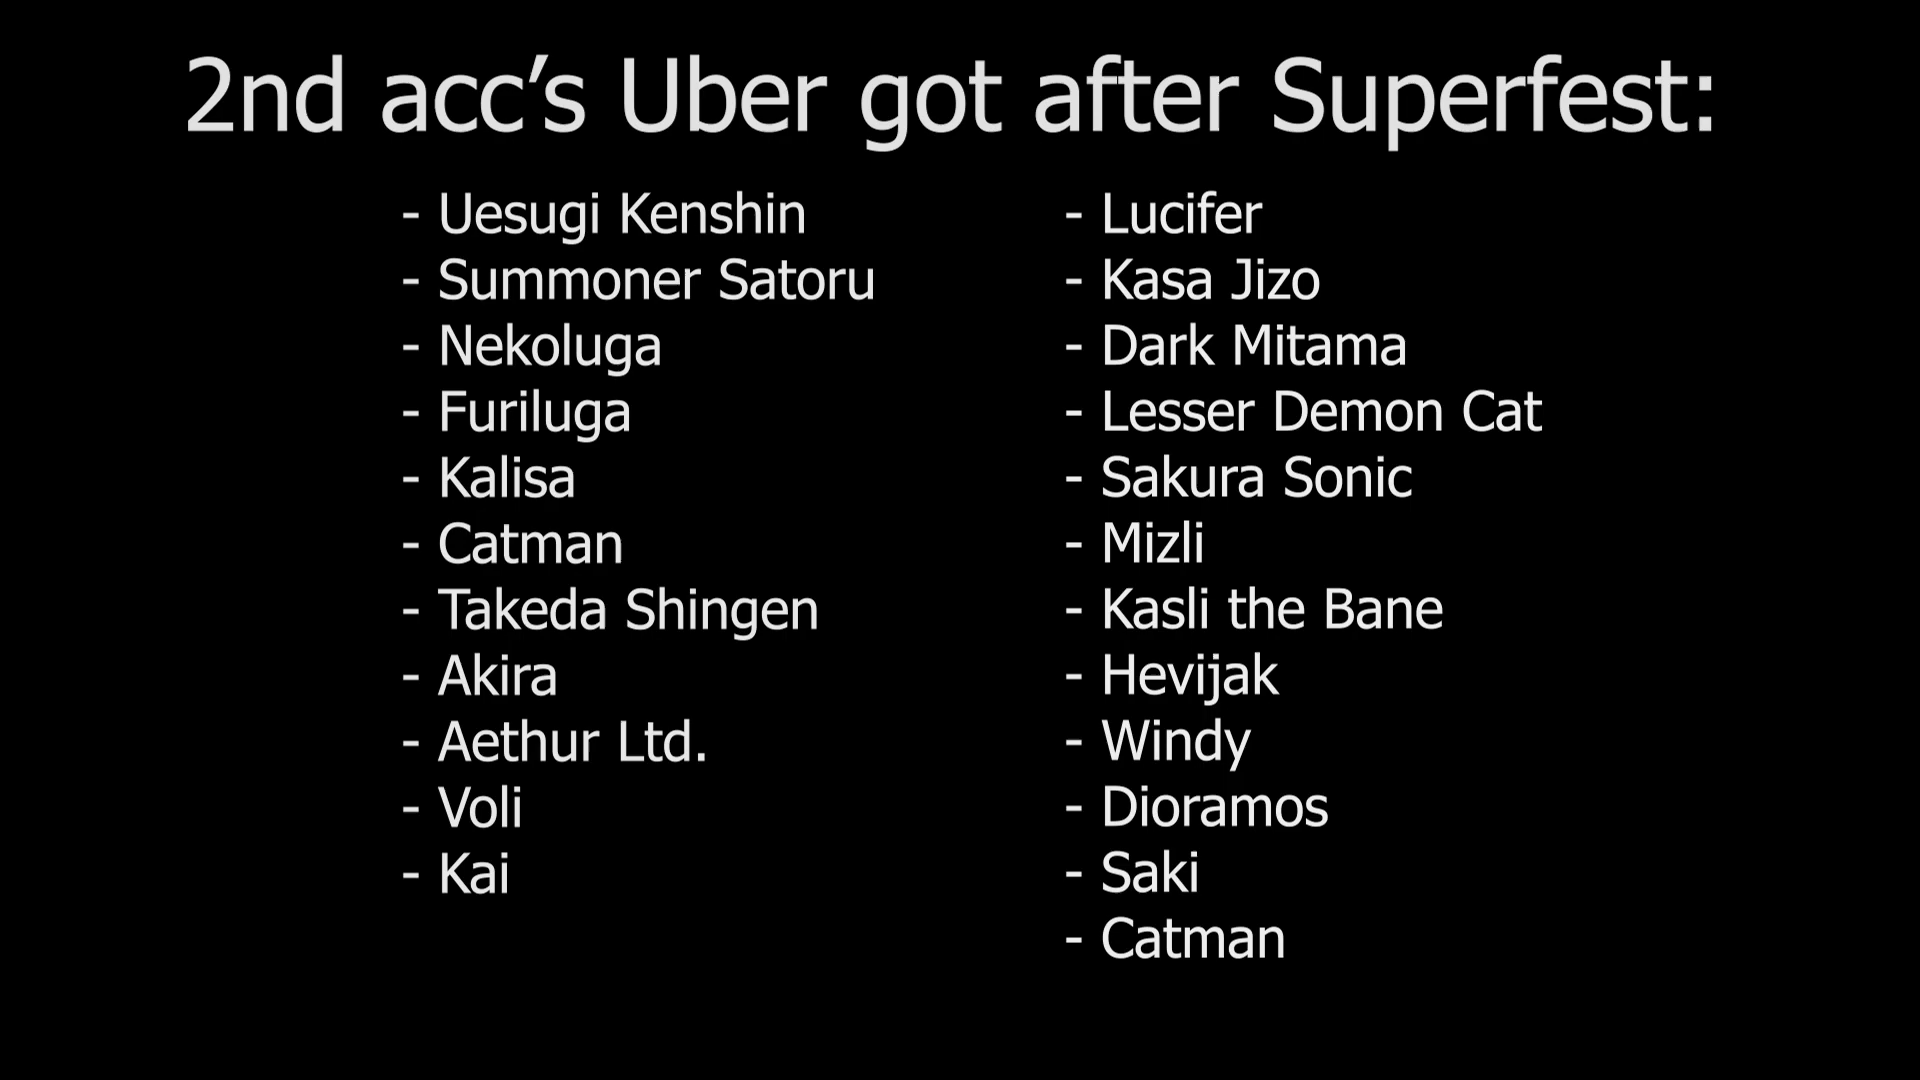 2nd acc’s Uber got after Superfest:
- Uesugi Kenshin
- Summoner Satoru
- Nekoluga
- Furiluga
- Kalisa
- Catman
- Takeda Shingen
- Akira
- Aethur Ltd.
- Voli
- Kai
- Lucifer
- Kasa Jizo
- Dark Mitama
- Lesser Demon Cat
- Sakura Sonic
- Mizli
- Kasli the Bane
- Hevijak
- Windy
- Dioramos
- Saki
- Catman